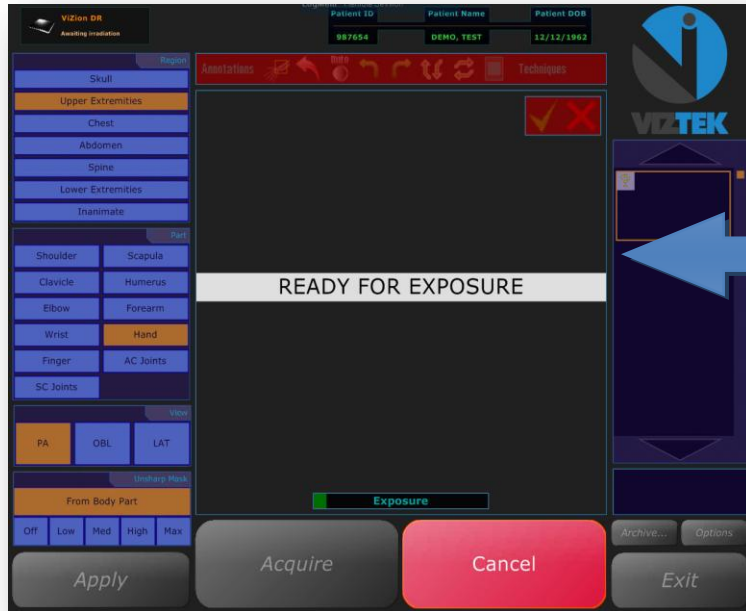 ViZion DR
Awaiting irradiation
Patient ID
Patient Name
Patient DOB
987654
DEMO, TEST
12/12/1962
Region
Skull
Upper Extremities
Chest
Abdomen
Spine
Lower Extremities
Inanimate
Part
Shoulder
Scapula
Clavicle
Humerus
Elbow
Forearm
Wrist
Hand
Finger
AC Joints
SC Joints
View
PA
OBL
LAT
Unsharp Mask
From Body Part
Off
Low
Med
High
Max
Apply
Annotations
Undo
Techniques
READY FOR EXPOSURE
Exposure
Acquire
Cancel
VIZTEK
Archive...
Options
Exit